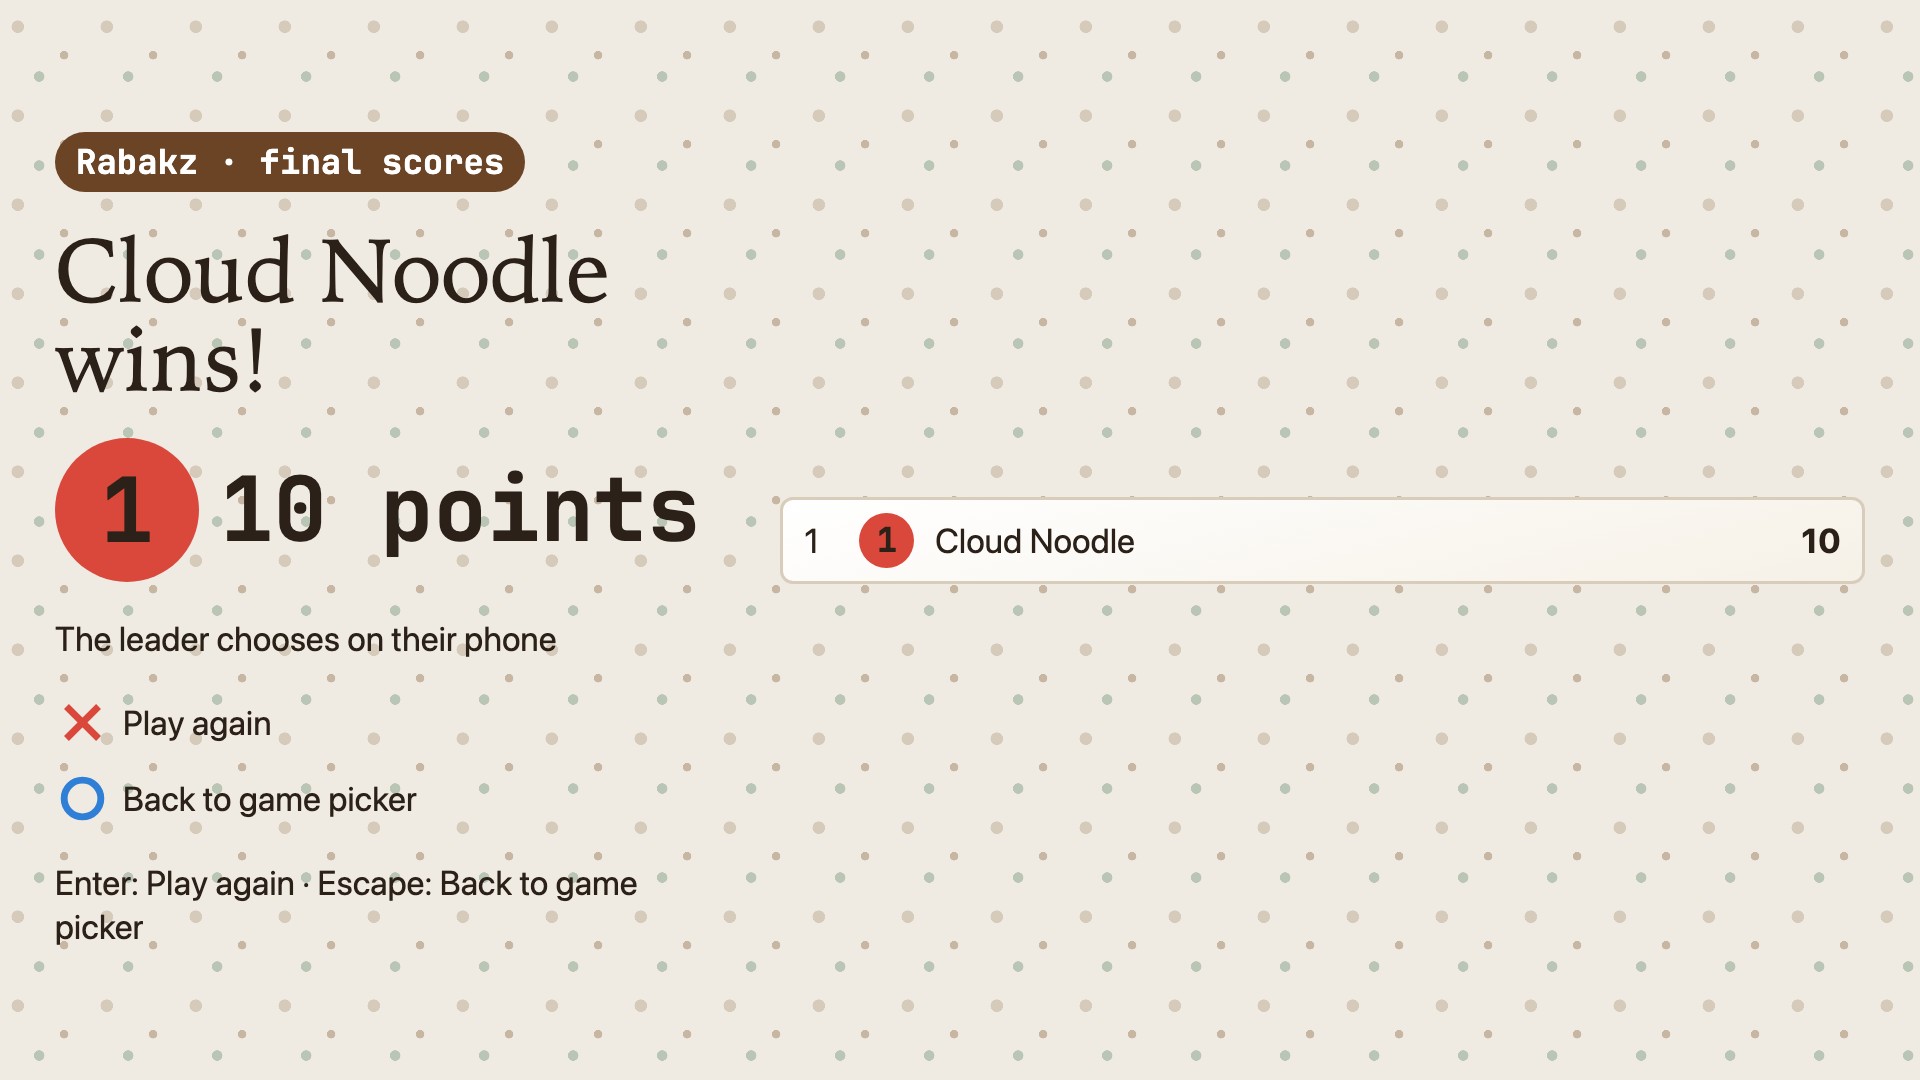 Rabakz · final scores
Cloud Noodle
wins!
1 10 points
The leader chooses on their phone
Play again
Back to game picker
Enter: Play again · Escape: Back to game
picker
1 1 Cloud Noodle 10